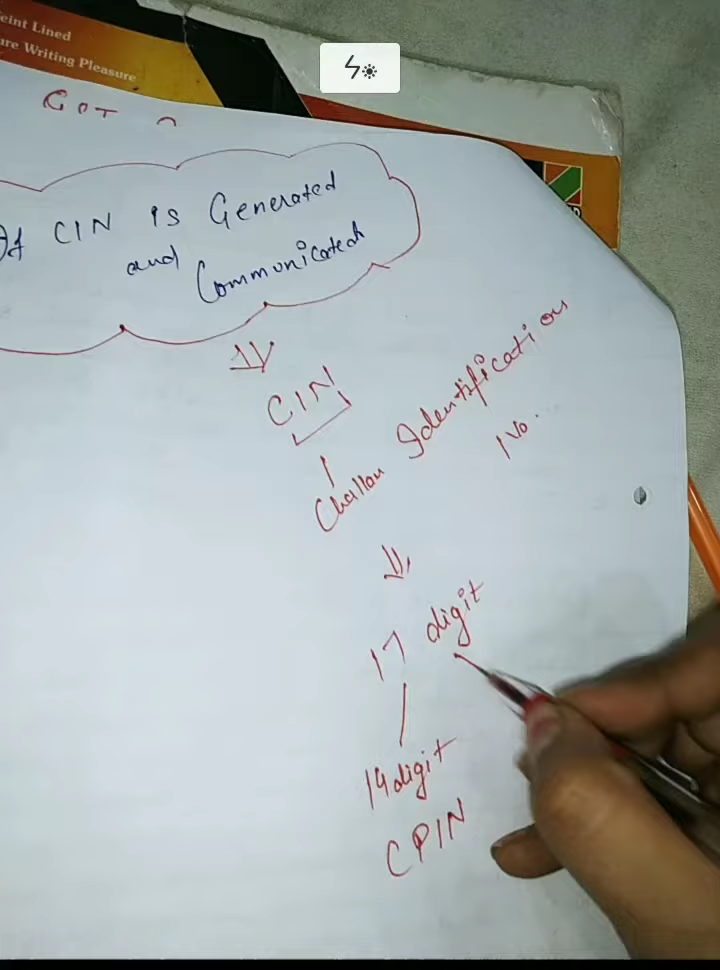 eint Lined
re Writing Pleasure
If CIN is Generated
and Communicated
CIN
Challan Identification
No...
17 digit
14 digit
CPIN